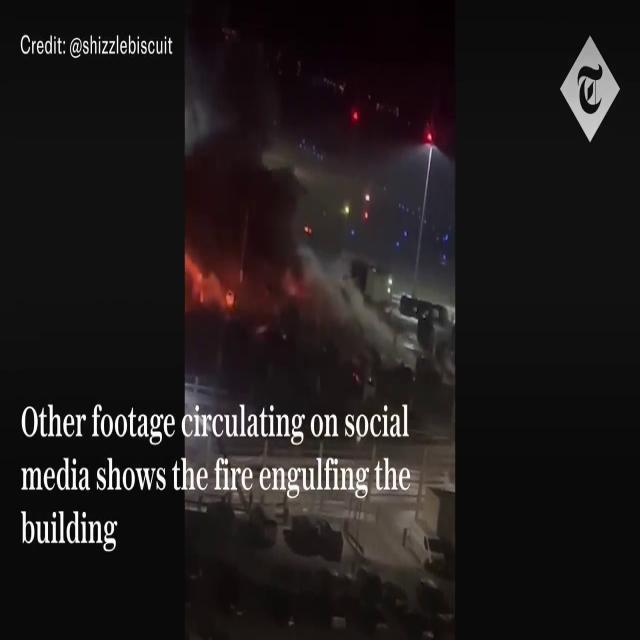 Credit: @shizzlebiscuit
T
Other footage circulating on social
media shows the fire engulfing the
building